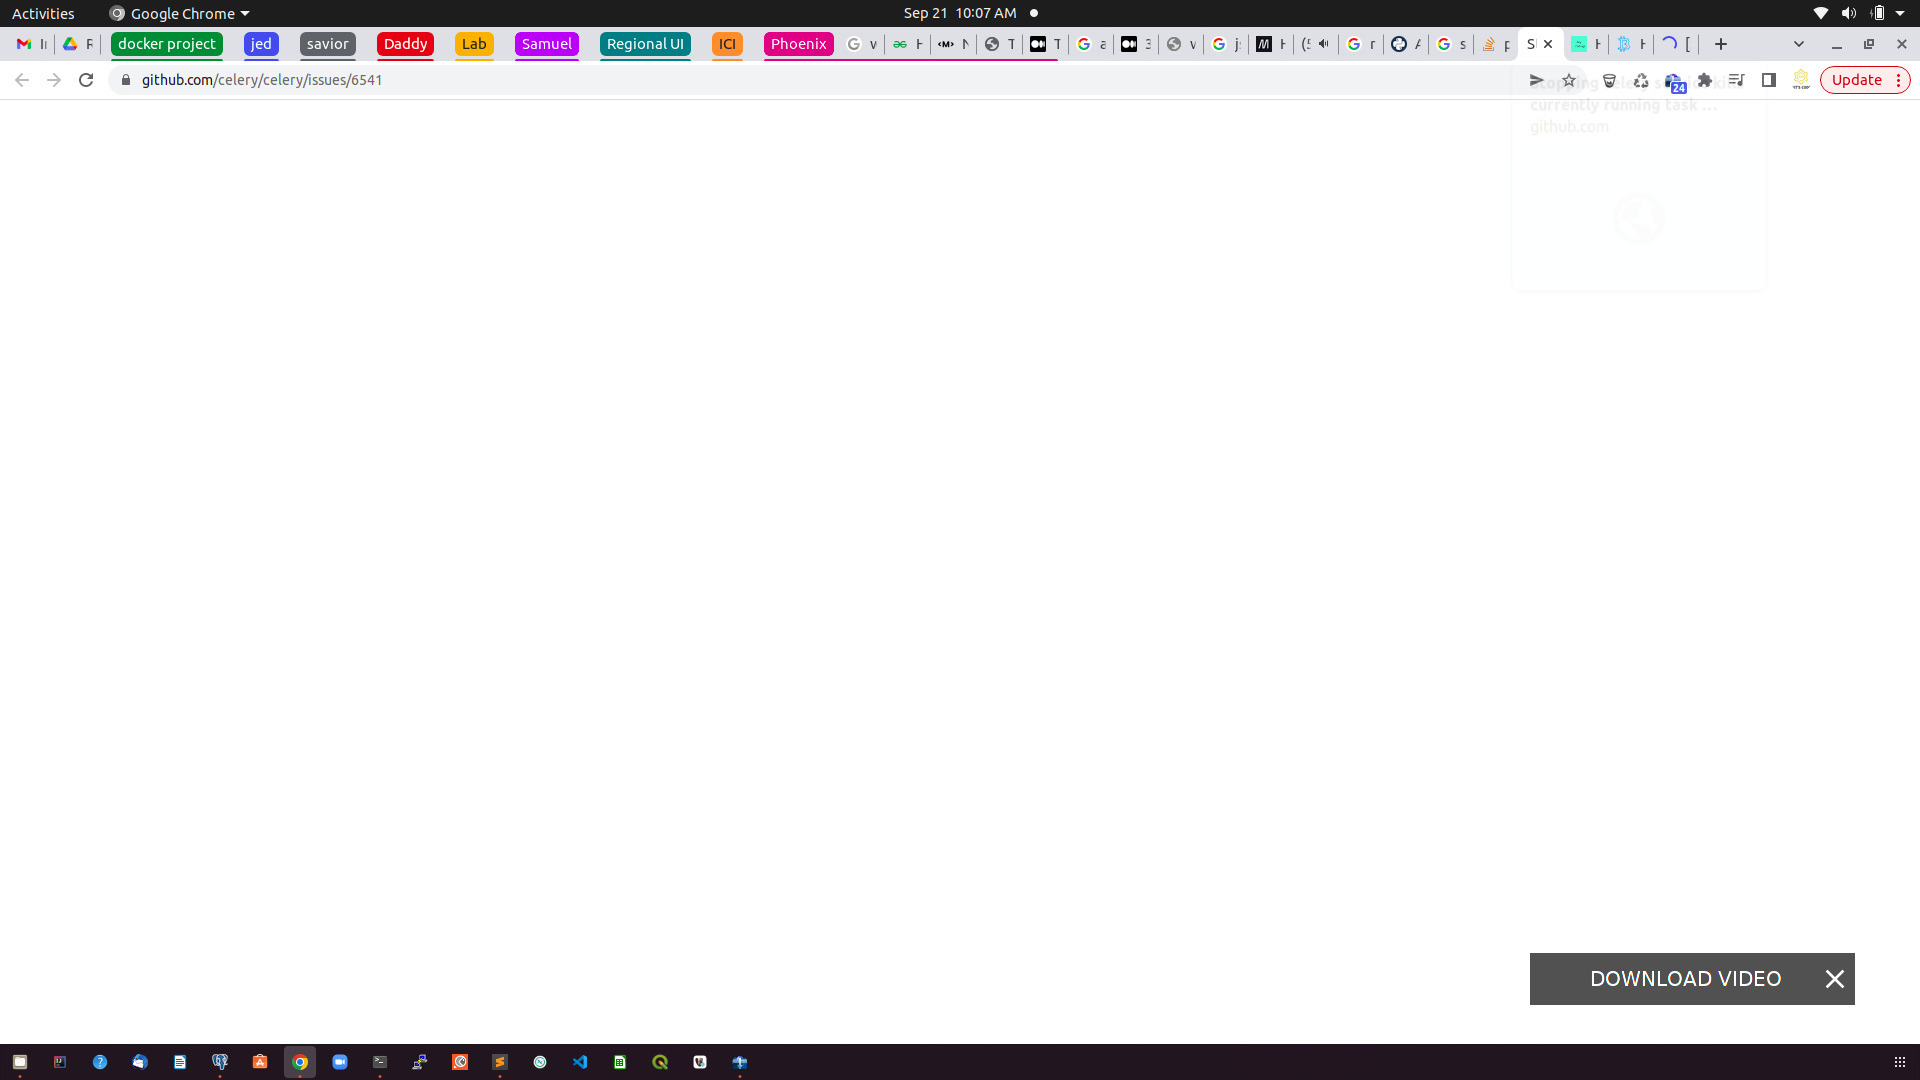 Activities
Google Chrome
Sep 21 10:07 AM
docker project
jed
savior
Daddy
Lab
Samuel
Regional UI
ICI
Phoenix
github.com/celery/celery/issues/6541
24
Update
currently running task ...
github.com
DOWNLOAD VIDEO